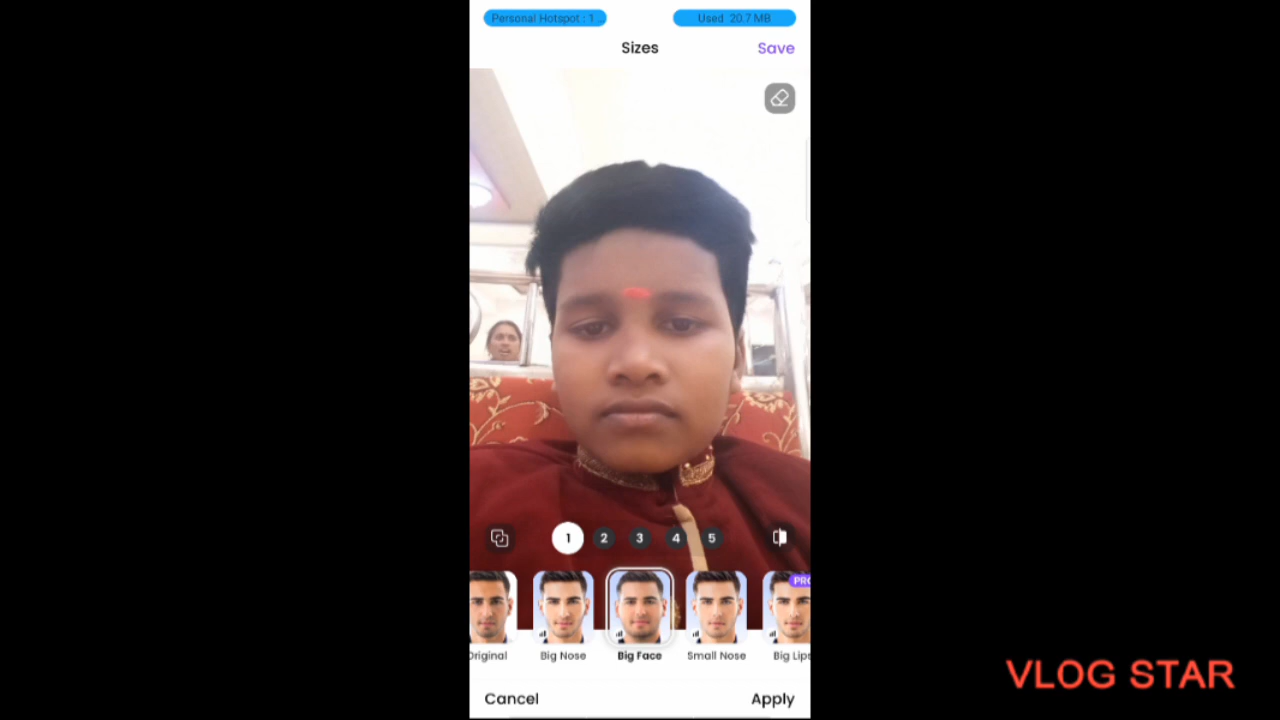 Personal Hotspot : 1 ...
Used 20.7 MB
Sizes
Save
1 2 3 4 5
PRO
Original
Big Nose
Big Face
Small Nose
Big Lips
Cancel
Apply
VLOG STAR